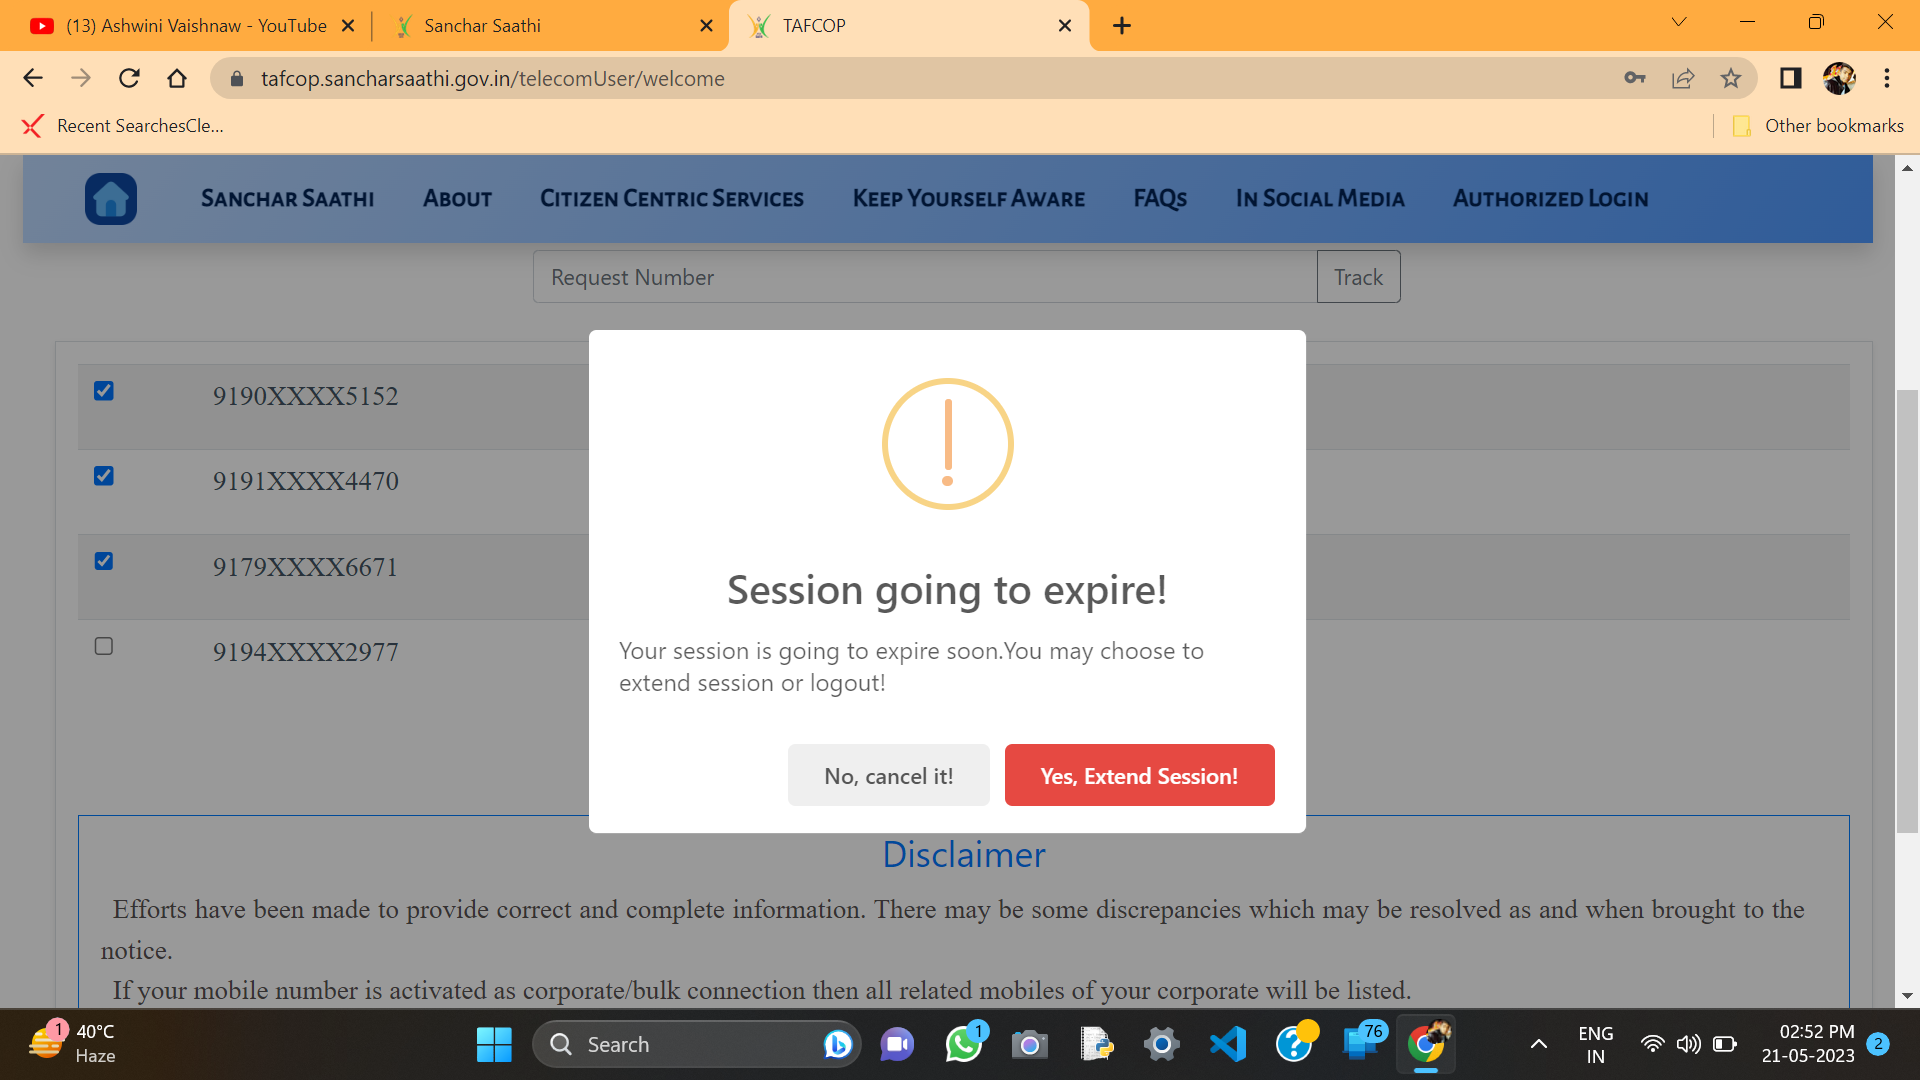 (13) Ashwini Vaishnaw - YouTube
Sanchar Saathi
TAFCOP
tafcop.sancharsaathi.gov.in/telecomUser/welcome
Recent SearchesCle...
Other bookmarks
Sanchar Saathi
About
Citizen Centric Services
Keep Yourself Aware
FAQs
In Social Media
Authorized Login
Request Number
Track
9190XXXX5152
9191XXXX4470
9179XXXX6671
9194XXXX2977
Session going to expire!
Your session is going to expire soon.You may choose to
extend session or logout!
No, cancel it!
Yes, Extend Session!
Disclaimer
Efforts have been made to provide correct and complete information. There may be some discrepancies which may be resolved as and when brought to the
notice.
If your mobile number is activated as corporate/bulk connection then all related mobiles of your corporate will be listed.
1
40°C
Haze
Search
1
76
ENG
IN
02:52 PM
21-05-2023
2